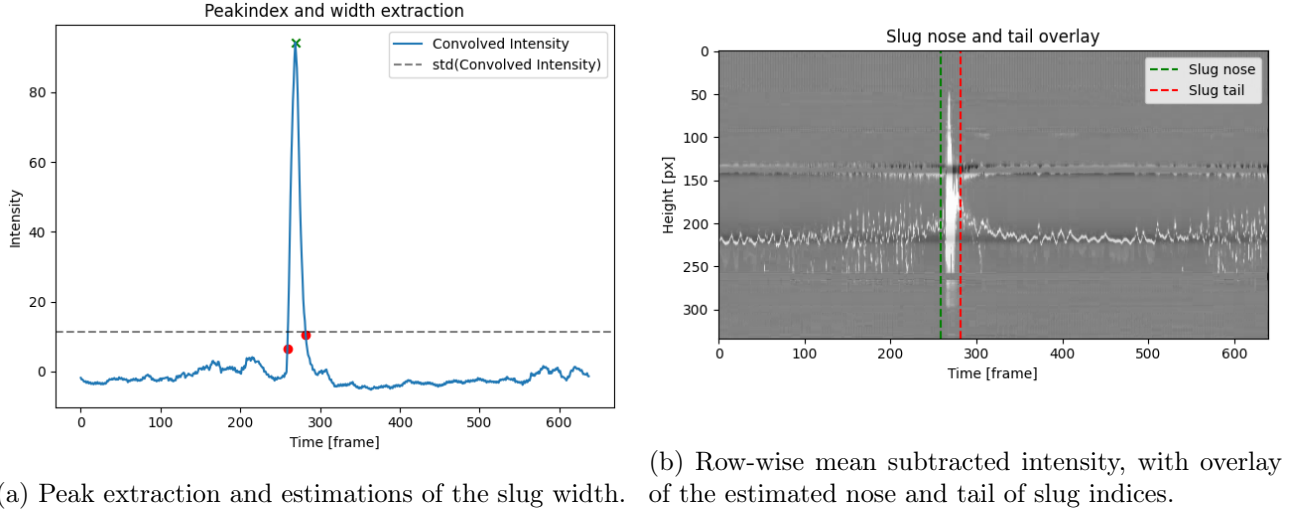 Peakindex and width extraction
Convolved Intensity
std(Convolved Intensity)
Intensity
80
60
40
20
0
0 100 200 300 400 500 600
Time [frame]
(a) Peak extraction and estimations of the slug width.
Slug nose and tail overlay
Slug nose
Slug tail
Height [px]
0
50
100
150
200
250
300
0 100 200 300 400 500 600
Time [frame]
(b) Row-wise mean subtracted intensity, with overlay
of the estimated nose and tail of slug indices.